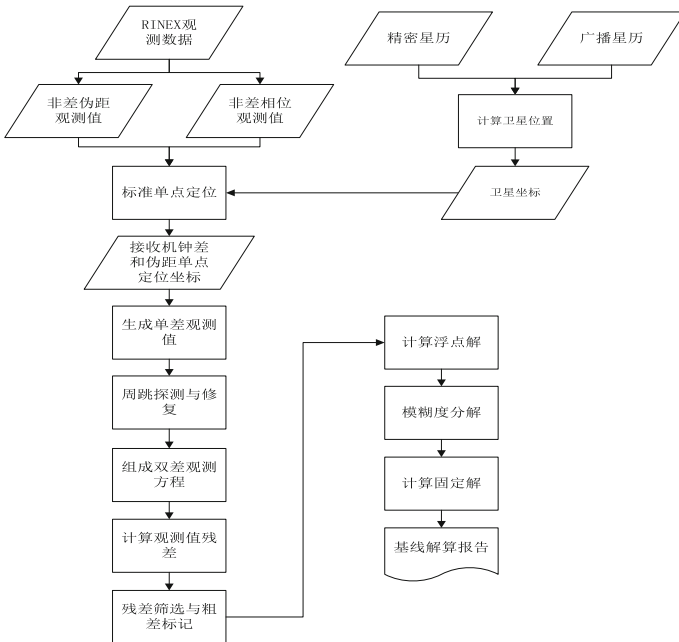 RINEX观
测数据
精密星历
广播星历
非差伪距
观测值
非差相位
观测值
计算卫星位置
标准单点定位
卫星坐标
接收机钟差
和伪距单点
定位坐标
生成单差观测
值
周跳探测与修
复
组成双差观测
方程
计算观测值残
差
残差筛选与粗
差标记
计算浮点解
模糊度分解
计算固定解
基线解算报告